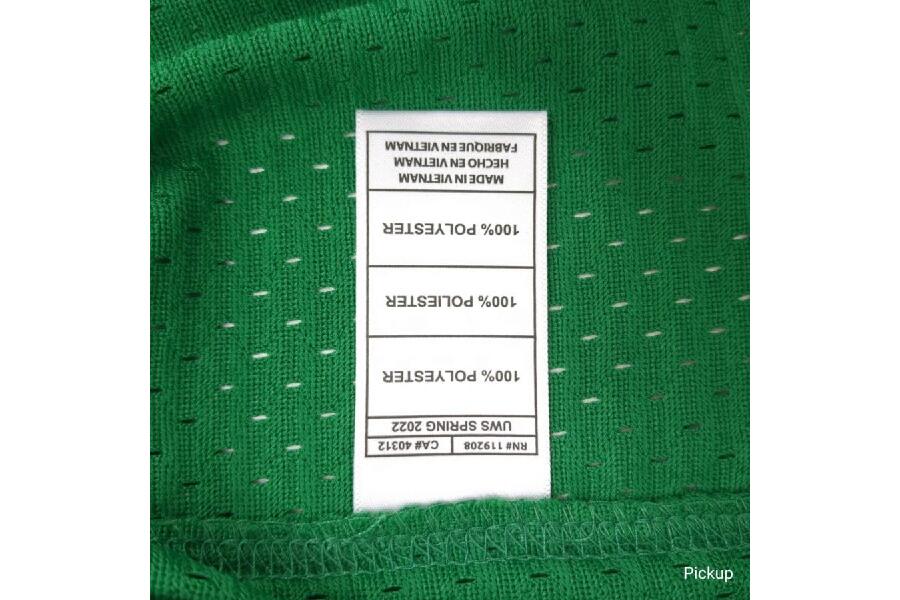 RN# 119208 CA# 40312
UWS SPRING 2022
100% POLYESTER
100% POLIESTER
100% POLYESTER
MADE IN VIETNAM
HECHO EN VIETNAM
FABRIQUE EN VIETNAM
Pickup